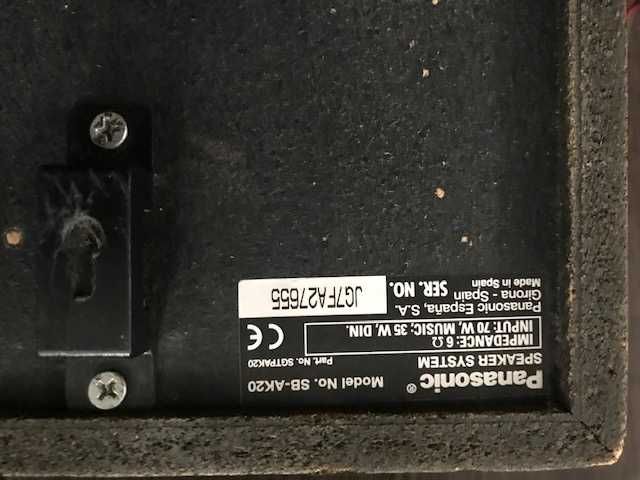 Panasonic® Model No. SB-AK20
SPEAKER SYSTEM Part. No. SGTPAK20
IMPEDANCE: 6 Ω
INPUT: 70 W, MUSIC; 35 W, DIN.
CE
Panasonic España, S.A.
Girona - Spain
Made in Spain
SER. NO. JG7FA27655